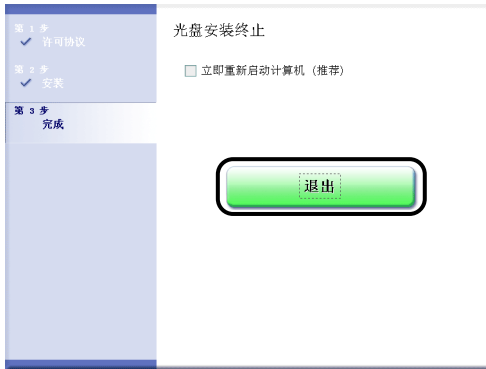 第 1 步
许可协议
第 2 步
安装
第 3 步
完成
光盘安装终止
立即重新启动计算机（推荐）
退出